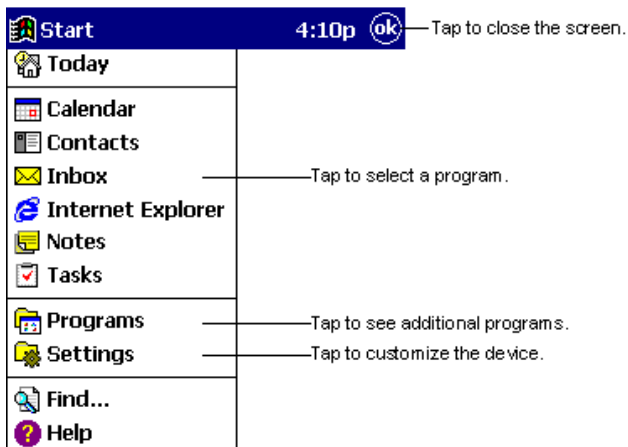 Start 4:10p ok Tap to close the screen.
Today
Calendar
Contacts
Inbox Tap to select a program.
Internet Explorer
Notes
Tasks
Programs Tap to see additional programs.
Settings Tap to customize the device.
Find...
Help